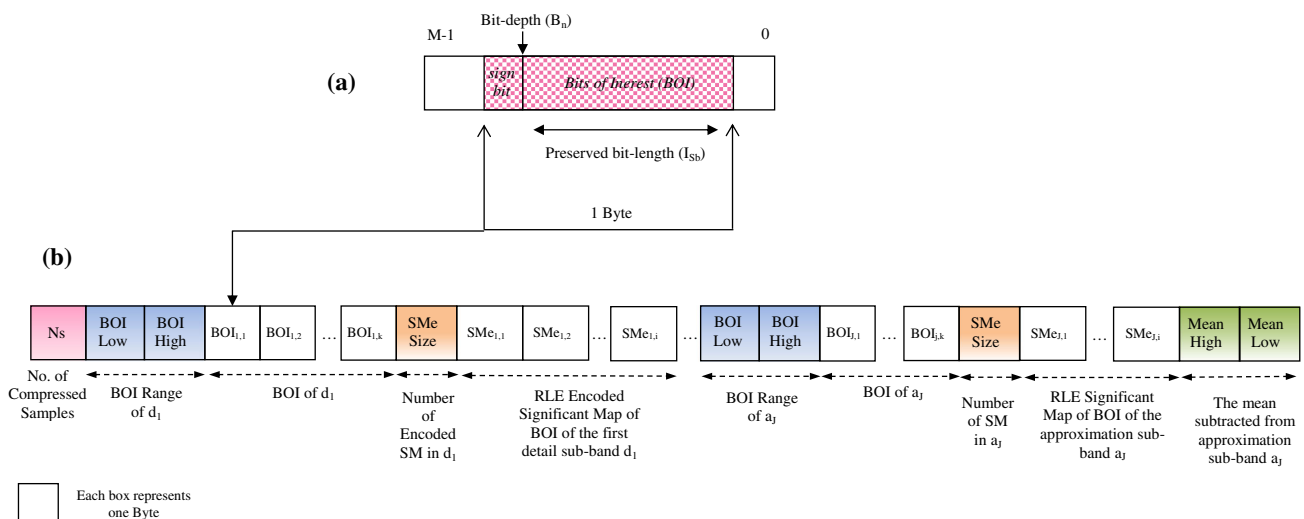 Bit-depth (Bn)
M-1
0
(a)
sign bit
Bits of Inerest (BOI)
Preserved bit-length (ISb)
1 Byte
(b)
Ns
BOI Low
BOI High
BOI1,1
BOI1,2
...
BOI1,k
SMe Size
SMe1,1
SMe1,2
...
SMe1,i
...
BOI Low
BOI High
BOIJ,1
...
BOIj,k
SMe Size
SMeJ,1
...
SMeJ,i
Mean High
Mean Low
No. of
Compressed
Samples
BOI Range
of d1
BOI of d1
Number
of
Encoded
SM in d1
RLE Encoded
Significant Map of
BOI of the first
detail sub-band d1
BOI Range
of aJ
BOI of aJ
Number
of SM
in aJ
RLE Significant
Map of BOI of the
approximation sub-
band aJ
The mean
subtracted from
approximation
sub-band aJ
Each box represents
one Byte